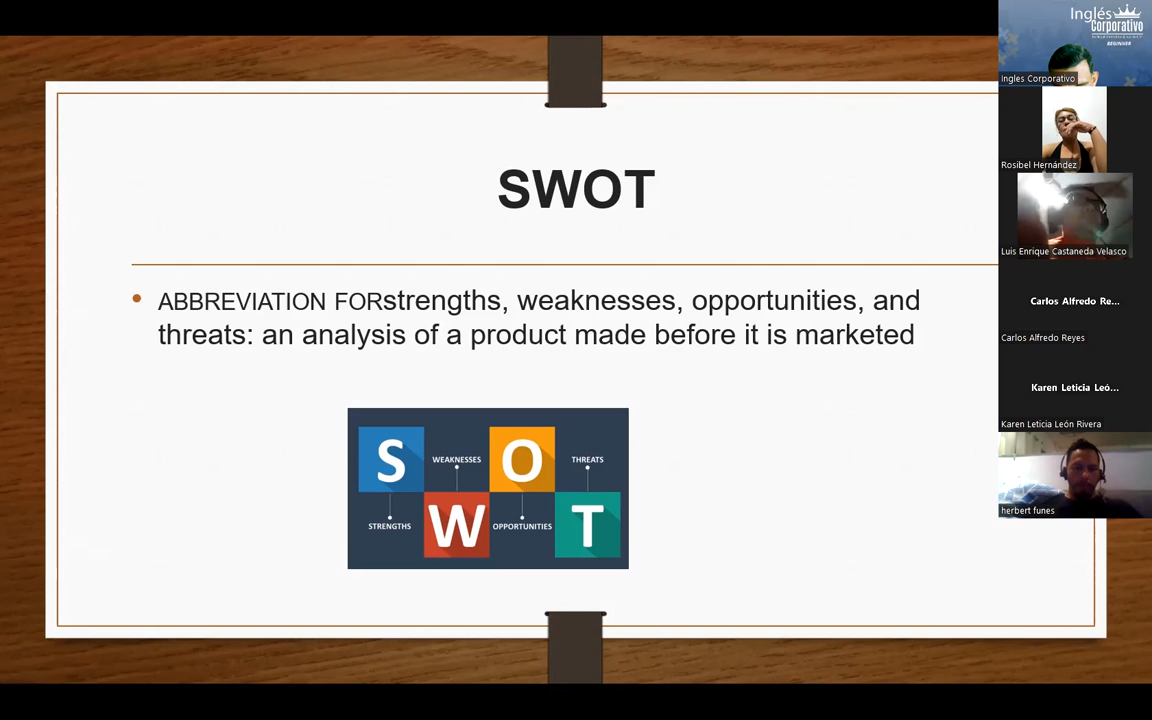 SWOT
• ABBREVIATION FORstrengths, weaknesses, opportunities, and
threats: an analysis of a product made before it is marketed
S
WEAKNESSES
O
THREATS
STRENGTHS
W
OPPORTUNITIES
T
Inglés
Corporativo
BEGINNER
Ingles Corporativo
Rosibel Hernández
Luis Enrique Castaneda Velasco
Carlos Alfredo Re...
Carlos Alfredo Reyes
Karen Leticia Leó...
Karen Leticia León Rivera
herbert funes